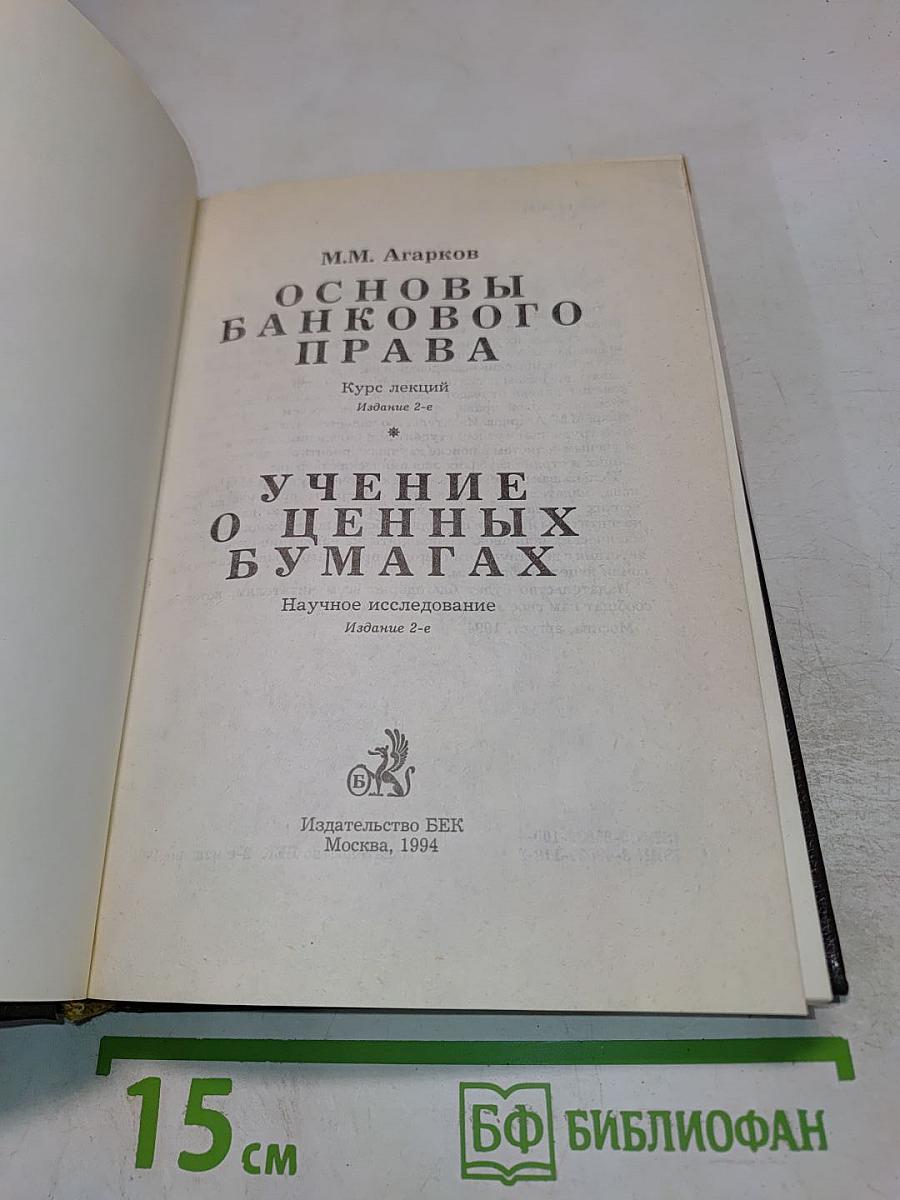 М.М. Агарков
ОСНОВЫ
БАНКОВОГО
ПРАВА
Курс лекций
Издание 2-е
*
УЧЕНИЕ
О ЦЕННЫХ
БУМАГАХ
Научное исследование
Издание 2-е
Б
Издательство БЕК
Москва, 1994
15 см
БФ БИБЛИОФАН